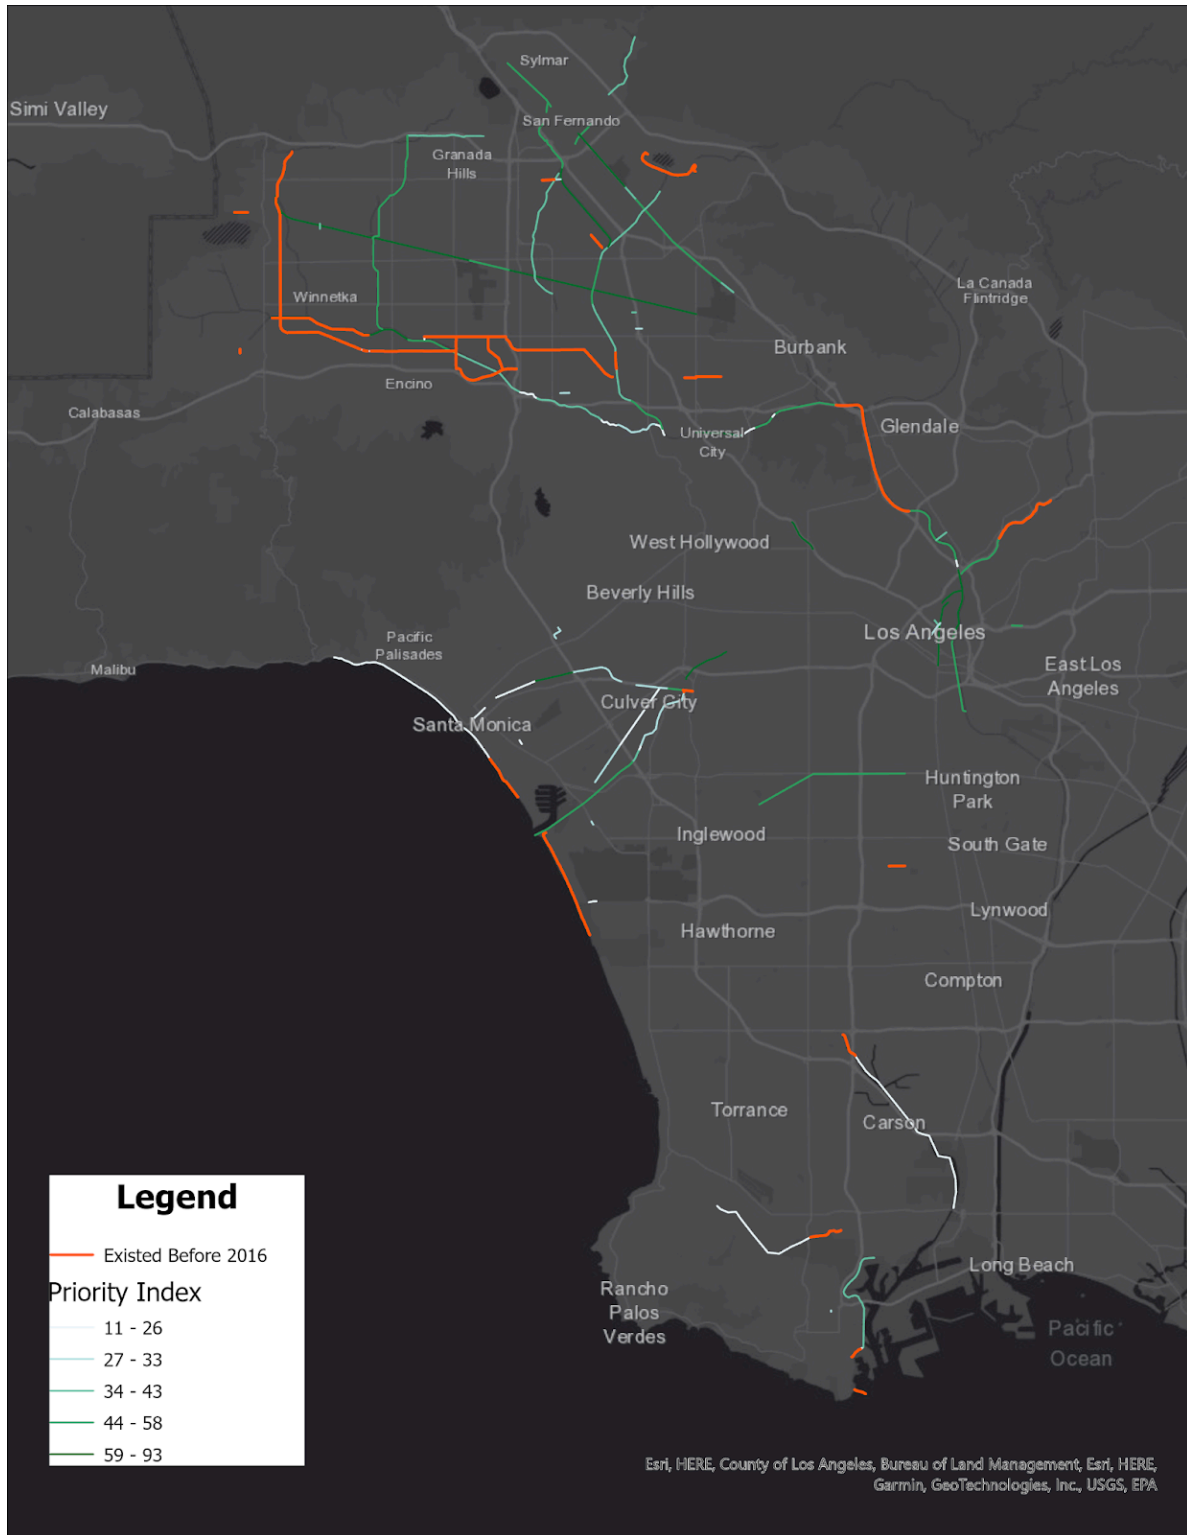 Sylmar
Simi Valley
San Fernando
Granada
Hills
La Canada
Flintridge
Winnetka
Burbank
Encino
Calabasas
Glendale
Universal
City
West Hollywood
Beverly Hills
Los Angeles
Pacific
Palisades
Malibu
East Los
Angeles
Culver City
Santa Monica
Huntington
Park
Inglewood
South Gate
Lynwood
Hawthorne
Compton
Torrance
Carson
Long Beach
Rancho
Palos
Verdes
Pacific
Ocean
Legend
Existed Before 2016
Priority Index
11 - 26
27 - 33
34 - 43
44 - 58
59 - 93
Esri, HERE, County of Los Angeles, Bureau of Land Management, Esri, HERE,
Garmin, GeoTechnologies, Inc., USGS, EPA